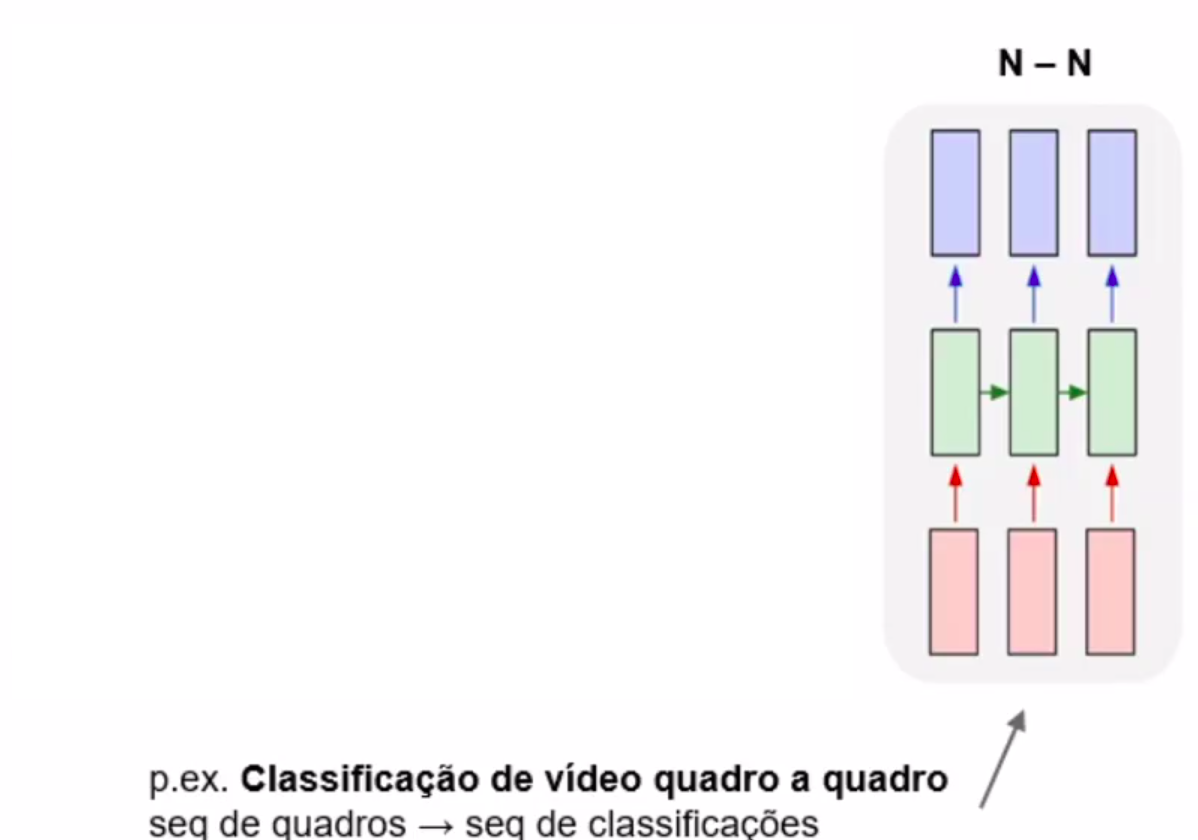 N – N
p.ex. Classificação de vídeo quadro a quadro
seq de quadros → seq de classificações